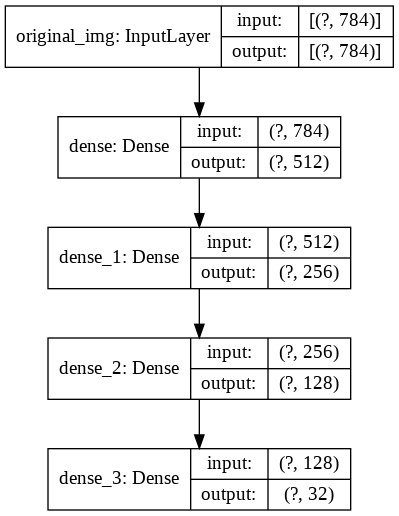 original_img: InputLayer input: [(?, 784)]
output: [(?, 784)]
dense: Dense input: (?, 784)
output: (?, 512)
dense_1: Dense input: (?, 512)
output: (?, 256)
dense_2: Dense input: (?, 256)
output: (?, 128)
dense_3: Dense input: (?, 128)
output: (?, 32)